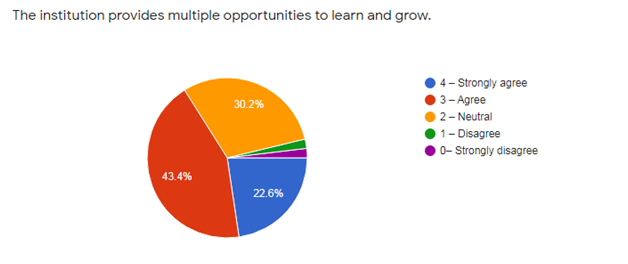 The institution provides multiple opportunities to learn and grow.
30.2%
43.4%
22.6%
4 – Strongly agree
3 – Agree
2 – Neutral
1 – Disagree
0– Strongly disagree